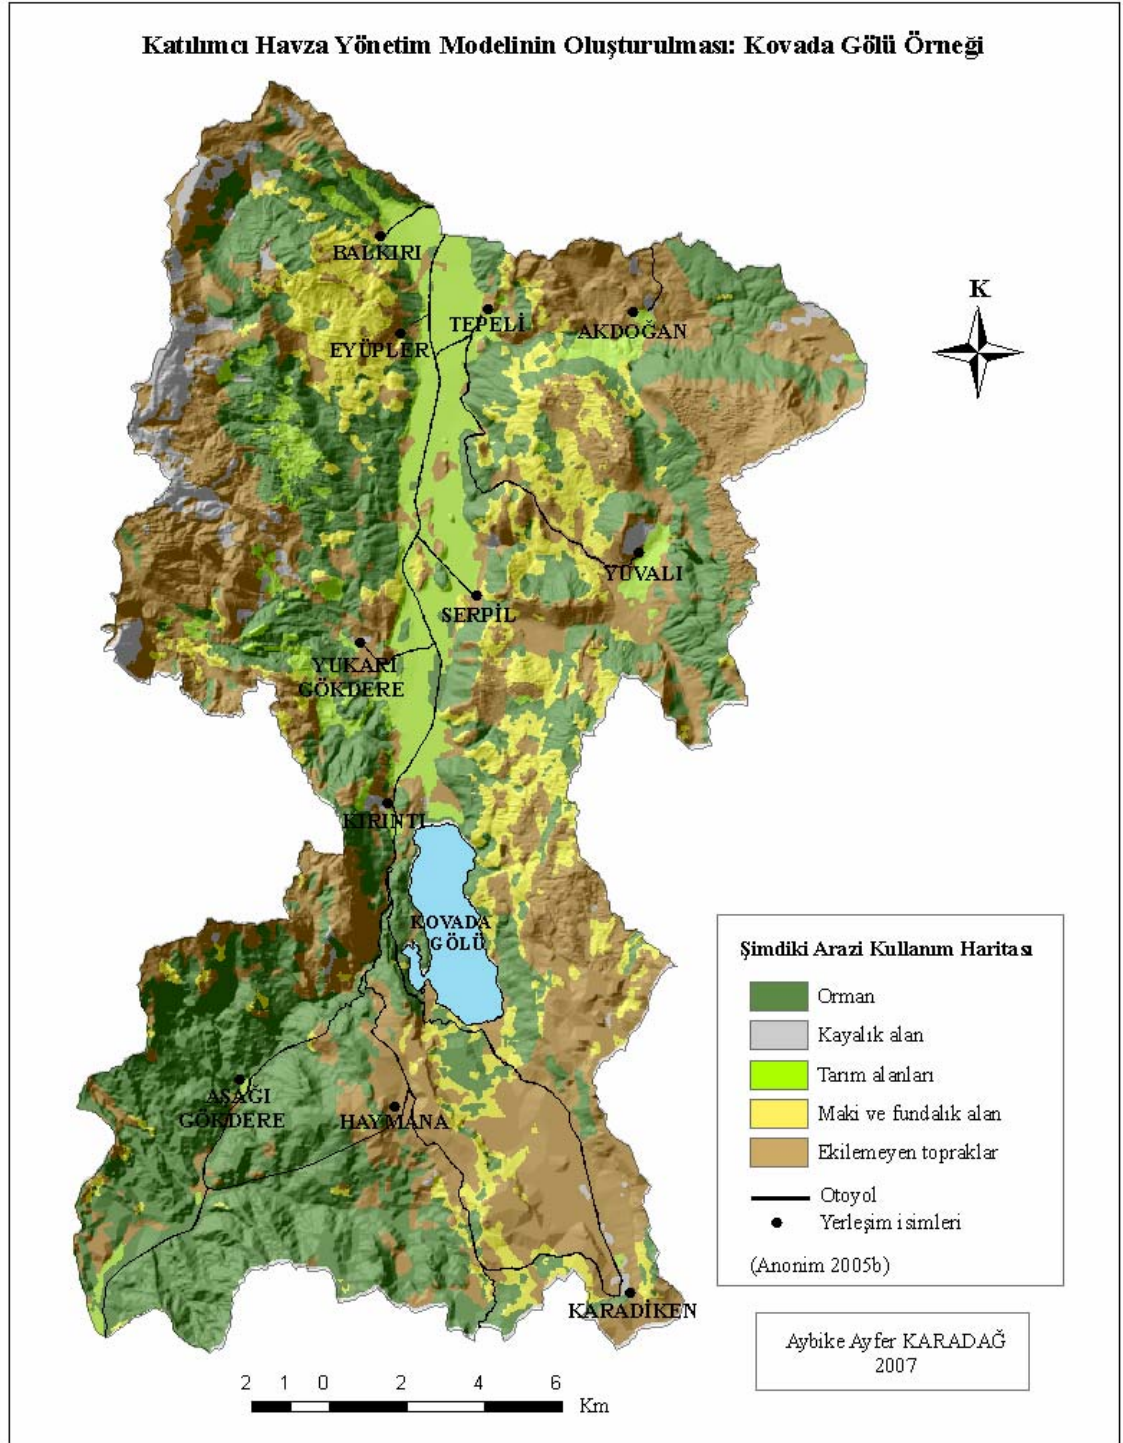 Katılımcı Havza Yönetim Modelinin Oluşturulması: Kovada Gölü Örneği
K
BALKIRI
TEPELİ
AKDOĞAN
EYÜPLER
YUVALI
SERPİL
YUKARI
GÖKDERE
KIRINTI
KOVADA
GÖLÜ
AŞAĞI
GÖKDERE
HAYMANA
KARADİKEN
Şimdiki Arazi Kullanım Haritası
Orman
Kayalık alan
Tarım alanları
Maki ve fundalık alan
Ekilemeyen topraklar
Otoyol
Yerleşim isimleri
(Anonim 2005b)
Aybike Ayfer KARADAĞ
2007
2 1 0 2 4 6
Km